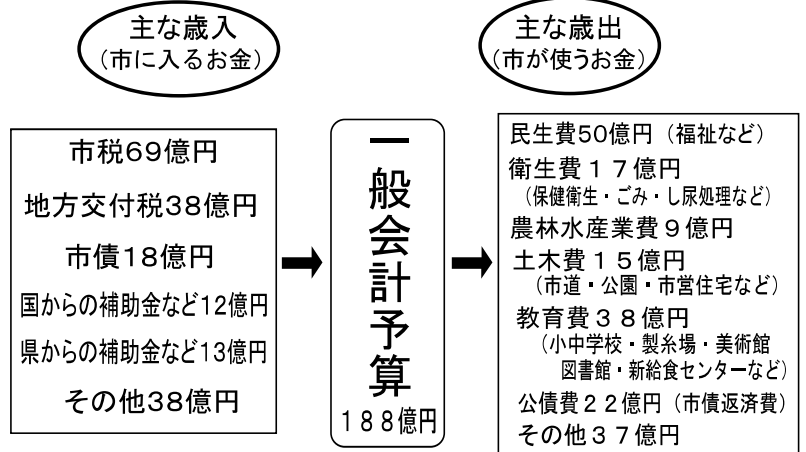 主な歳入
(市に入るお金)
市税69億円
地方交付税38億円
市債18億円
国からの補助金など12億円
県からの補助金など13億円
その他38億円
一般会計予算
188億円
主な歳出
(市が使うお金)
民生費50億円(福祉など)
衛生費17億円
(保健衛生・ごみ・し尿処理など)
農林水産業費9億円
土木費15億円
(市道・公園・市営住宅など)
教育費38億円
(小中学校・製糸場・美術館
図書館・新給食センターなど)
公債費22億円(市債返済費)
その他37億円